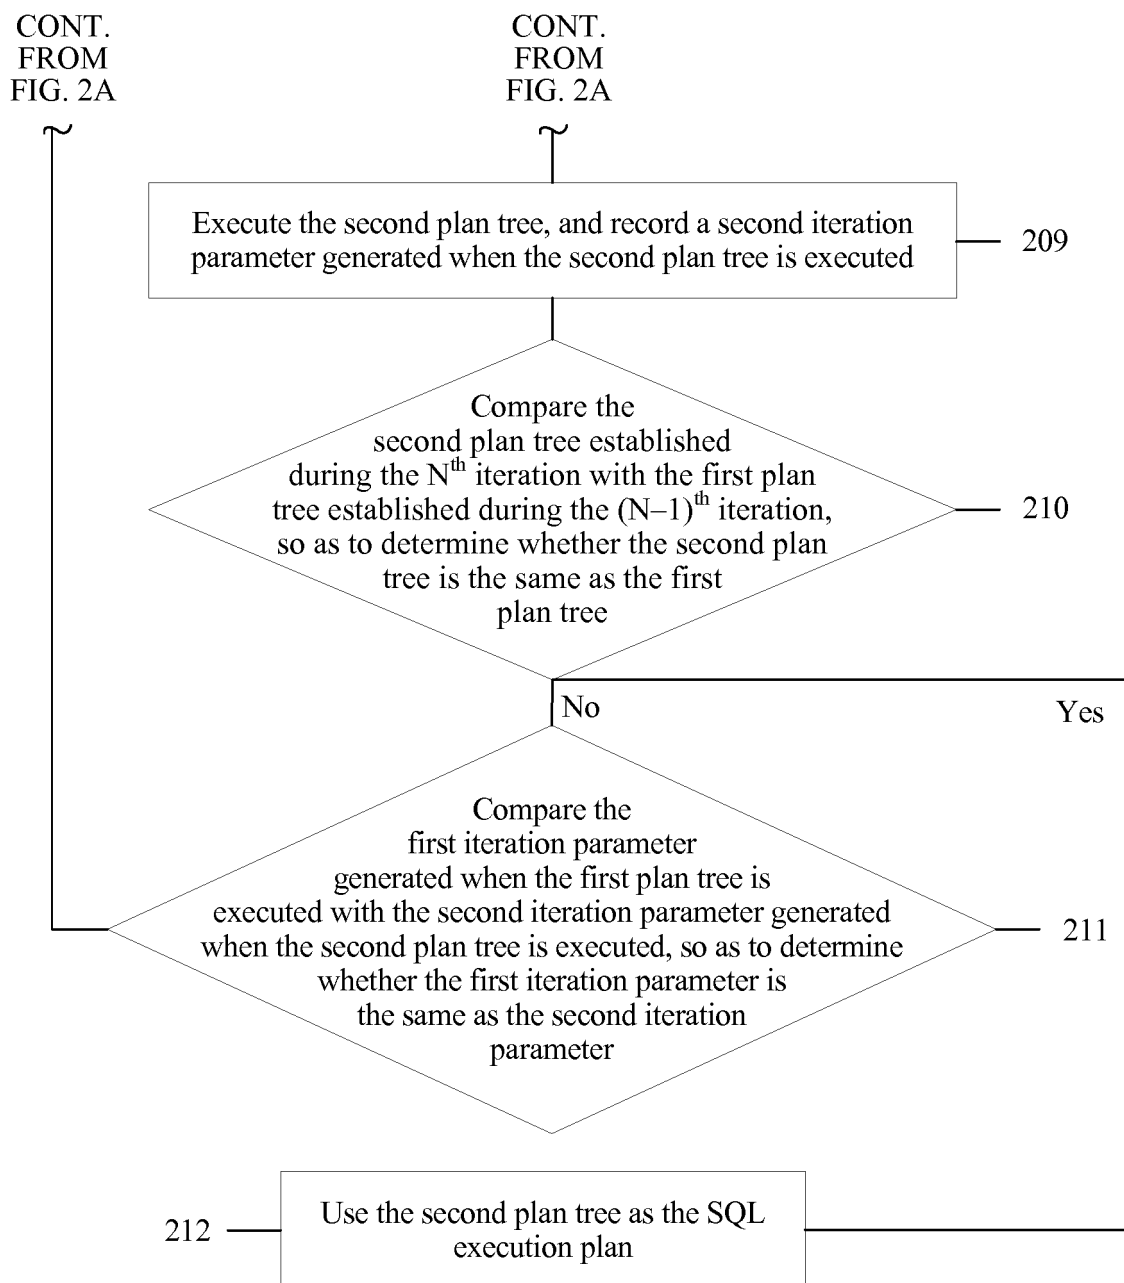 CONT.
FROM
FIG. 2A
CONT.
FROM
FIG. 2A
Execute the second plan tree, and record a second iteration
parameter generated when the second plan tree is executed
209
Compare the
second plan tree established
during the Nth iteration with the first plan
tree established during the (N–1)th iteration,
so as to determine whether the second plan
tree is the same as the first
plan tree
210
No
Yes
Compare the
first iteration parameter
generated when the first plan tree is
executed with the second iteration parameter generated
when the second plan tree is executed, so as to determine
whether the first iteration parameter is
the same as the second iteration
parameter
211
212
Use the second plan tree as the SQL
execution plan